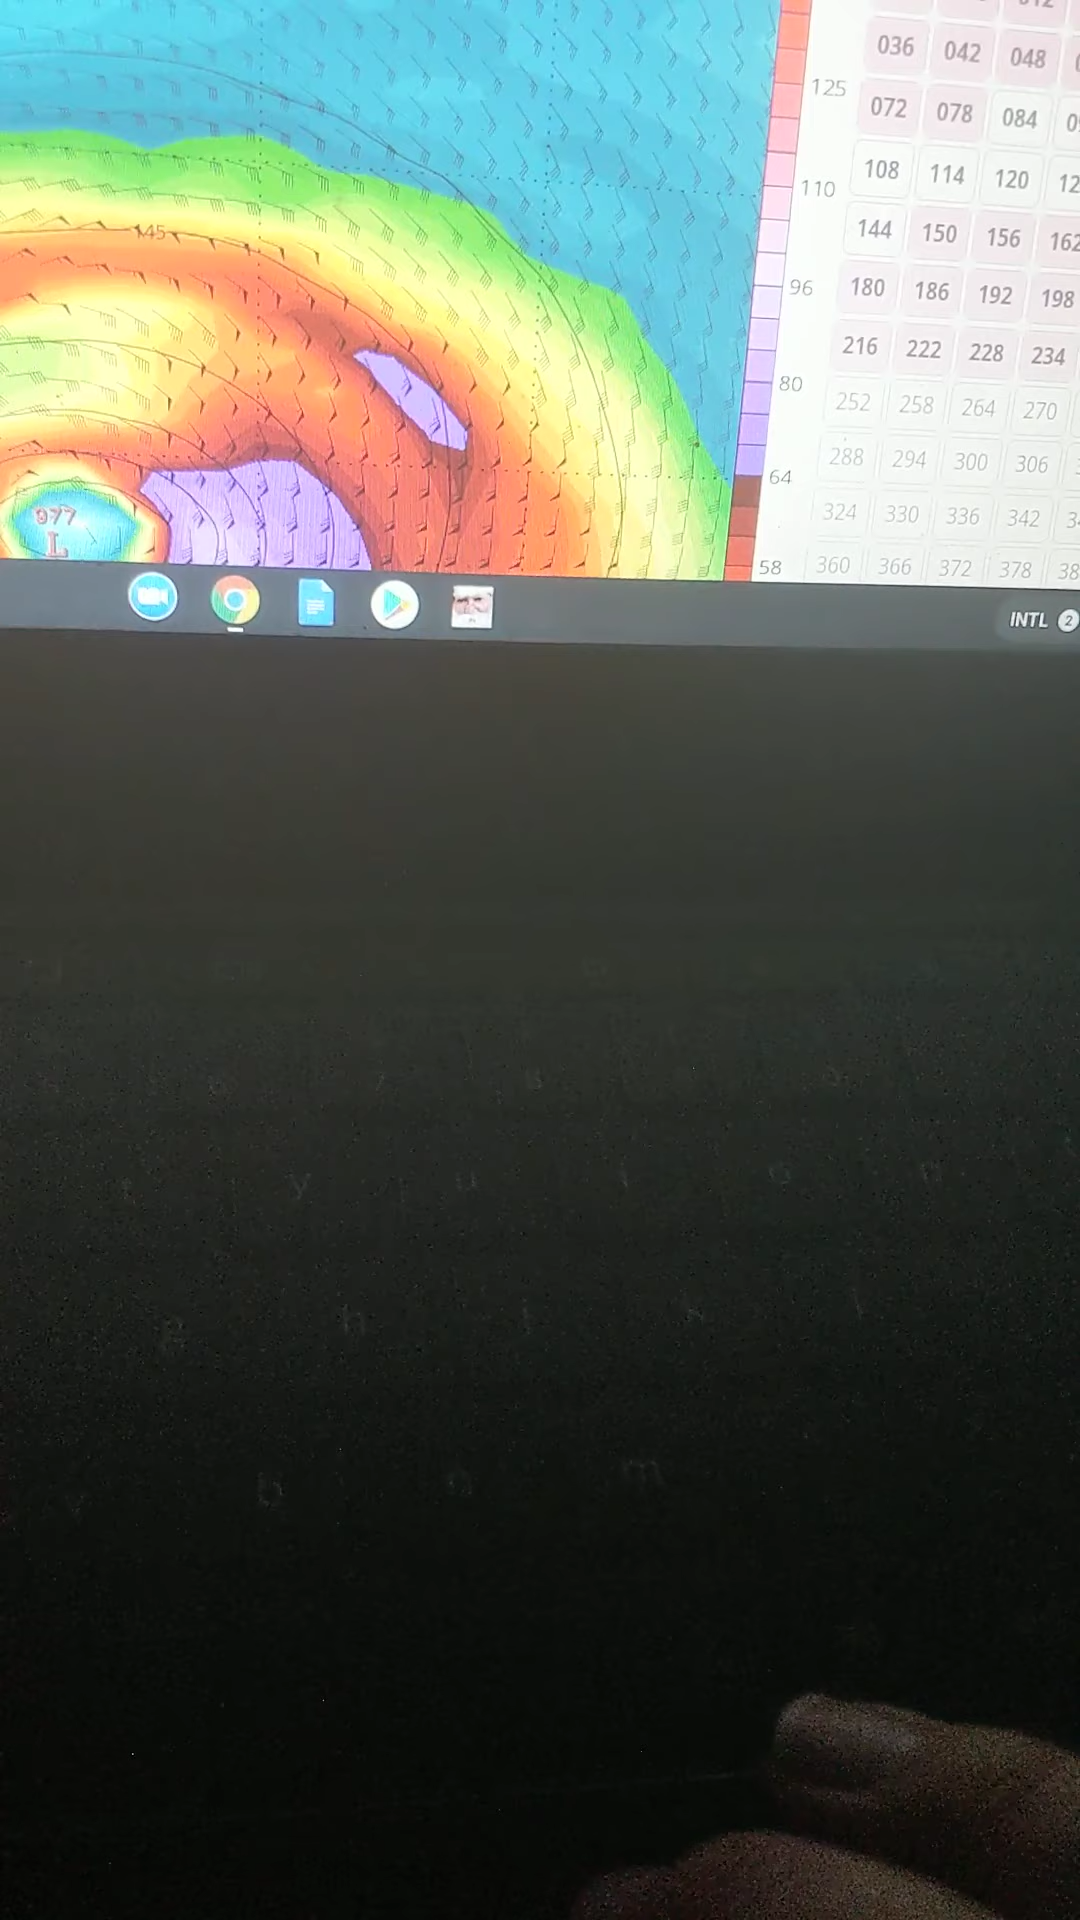 036 042 048
125
072 078 084
108 114 120
110
145
144 150 156 162
96
180 186 192 198
216 222 228 234
80
252 258 264 270
288 294 300 306
64
977
L
324 330 336 342
58
360 366 372 378
INTL 2
y u
h
b n m